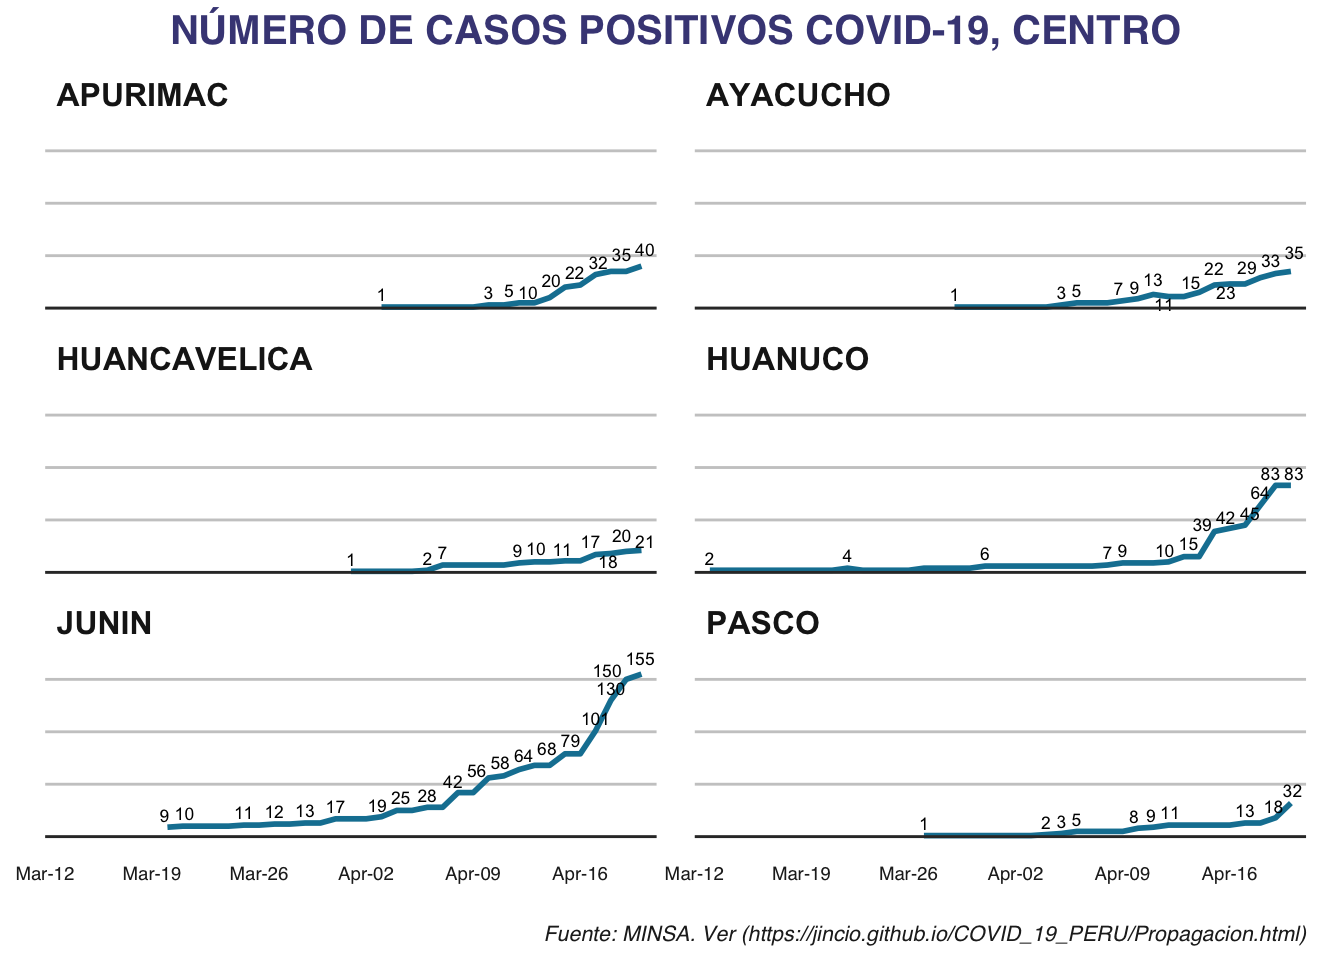 NÚMERO DE CASOS POSITIVOS COVID-19, CENTRO
APURIMAC
1 3 5 10 20 22 32 35 40
AYACUCHO
1 3 5 7 9 13 11 15 22 23 29 33 35
HUANCAVELICA
1 2 7 9 10 11 17 18 20 21
HUANUCO
2 4 6 7 9 10 15 39 42 45 64 83 83
JUNIN
9 10 11 12 13 17 19 25 28 42 56 58 64 68 79 101 130 150 155
PASCO
1 2 3 5 8 9 11 13 18 32
Mar-12 Mar-19 Mar-26 Apr-02 Apr-09 Apr-16 Mar-12 Mar-19 Mar-26 Apr-02 Apr-09 Apr-16
Fuente: MINSA. Ver (https://jincio.github.io/COVID_19_PERU/Propagacion.html)